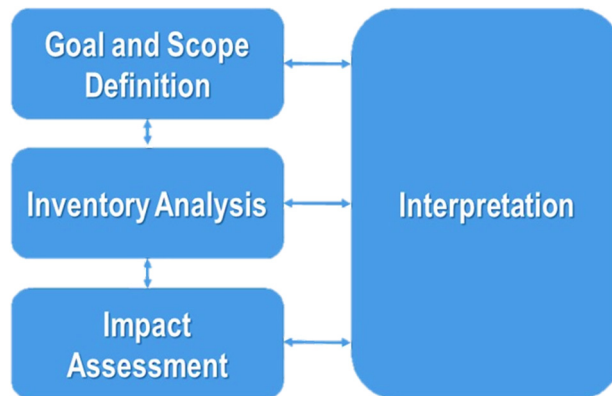 Goal and Scope
Definition
Inventory Analysis
Interpretation
Impact
Assessment